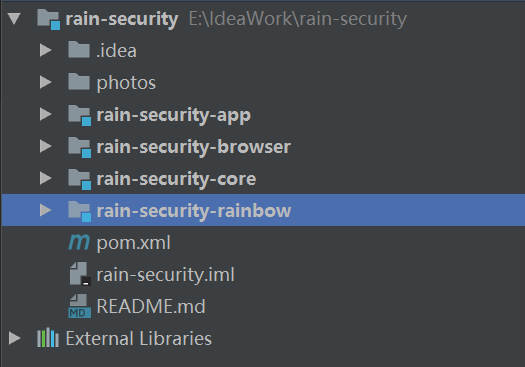 rain-security E:\IdeaWork\rain-security
.idea
photos
rain-security-app
rain-security-browser
rain-security-core
rain-security-rainbow
m pom.xml
rain-security.iml
MD README.md
External Libraries